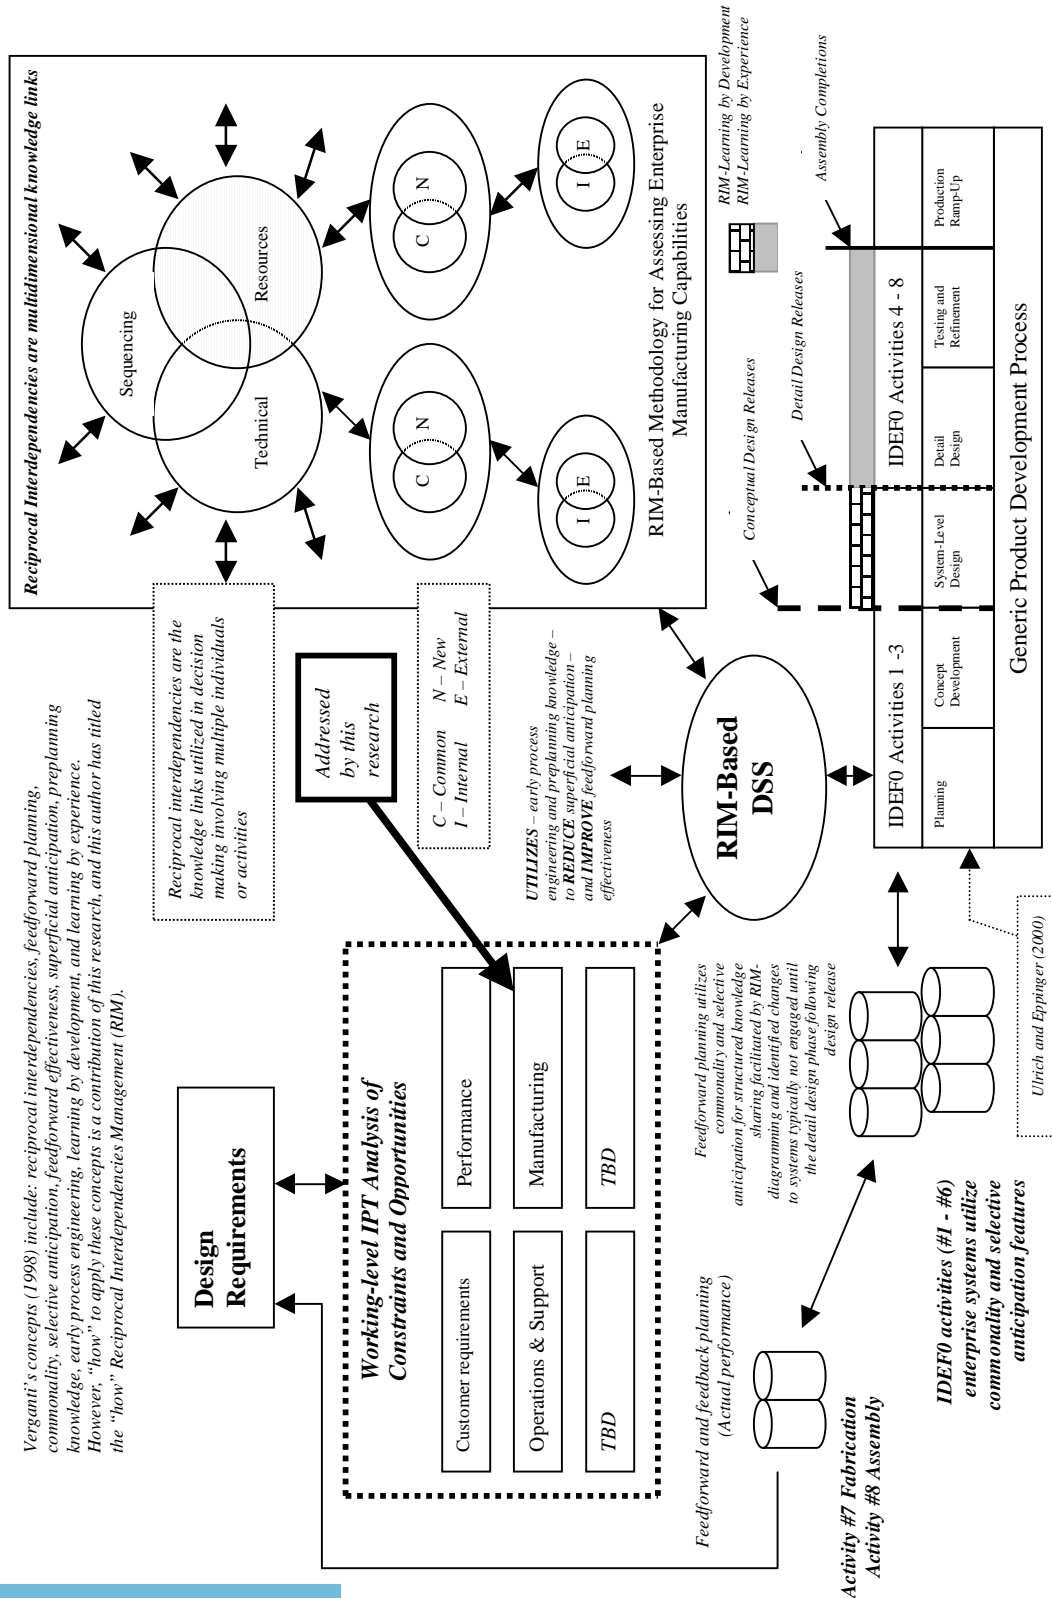 Verganti's concepts (1998) include: reciprocal interdependencies, feedforward planning,
commonality, selective anticipation, feedforward effectiveness, superficial anticipation, preplanning
knowledge, early process engineering, learning by development, and learning by experience.
However, "how" to apply these concepts is a contribution of this research, and this author has titled
the "how" Reciprocal Interdependencies Management (RIM).
Design
Requirements
Working-level IPT Analysis of
Constraints and Opportunities
Customer requirements
Performance
Operations & Support
Manufacturing
TBD
TBD
Reciprocal interdependencies are the
knowledge links utilized in decision
making involving multiple individuals
or activities
Addressed
by this
research
C – Common N – New
I – Internal E – External
UTILIZES – early process
engineering and preplanning knowledge –
to REDUCE superficial anticipation –
and IMPROVE feedforward planning
effectiveness
Reciprocal Interdependencies are multidimensional knowledge links
Sequencing
Technical
Resources
C
N
C
N
I
E
I
E
RIM-Based Methodology for Assessing Enterprise
Manufacturing Capabilities
RIM-Based
DSS
Feedforward and feedback planning
(Actual performance)
Activity #7 Fabrication
Activity #8 Assembly
Feedforward planning utilizes
commonality and selective
anticipation for structured knowledge
sharing facilitated by RIM-
diagramming and identified changes
to systems typically not engaged until
the detail design phase following
design release
IDEF0 activities (#1 - #6)
enterprise systems utilize
commonality and selective
anticipation features
RIM-Learning by Development
RIM-Learning by Experience
Conceptual Design Releases
Detail Design Releases
Assembly Completions
IDEF0 Activities 1 -3
IDEF0 Activities 4 - 8
Planning
Concept
Development
System-Level
Design
Detail
Design
Testing and
Refinement
Production
Ramp-Up
Generic Product Development Process
Ulrich and Eppinger (2000)